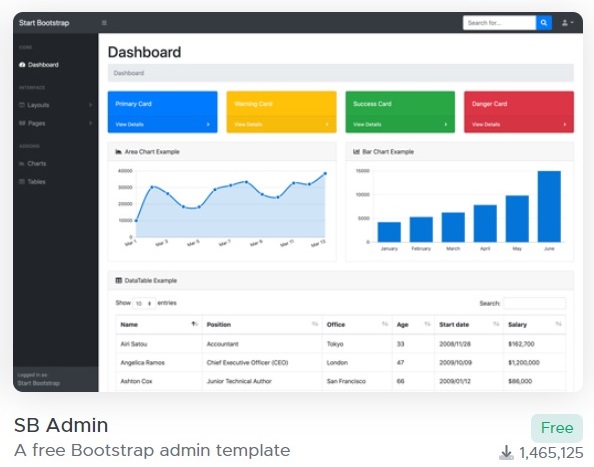 Start Bootstrap
Search for...
CORE
Dashboard
INTERFACE
Layouts
Pages
ADDONS
Charts
Tables
Logged in as:
Start Bootstrap
Dashboard
Dashboard
Primary Card
Warning Card
Success Card
Danger Card
View Details
View Details
View Details
View Details
Area Chart Example
40000
30000
20000
10000
0
Mar 1
Mar 3
Mar 5
Mar 7
Mar 9
Mar 11
Mar 13
Bar Chart Example
15000
10000
5000
0
January
February
March
April
May
June
DataTable Example
Show 10 entries
Search:
Name Position Office Age Start date Salary
Airi Satou Accountant Tokyo 33 2008/11/28 $162,700
Angelica Ramos Chief Executive Officer (CEO) London 47 2009/10/09 $1,200,000
Ashton Cox Junior Technical Author San Francisco 66 2009/01/12 $86,000
SB Admin
Free
A free Bootstrap admin template
1,465,125